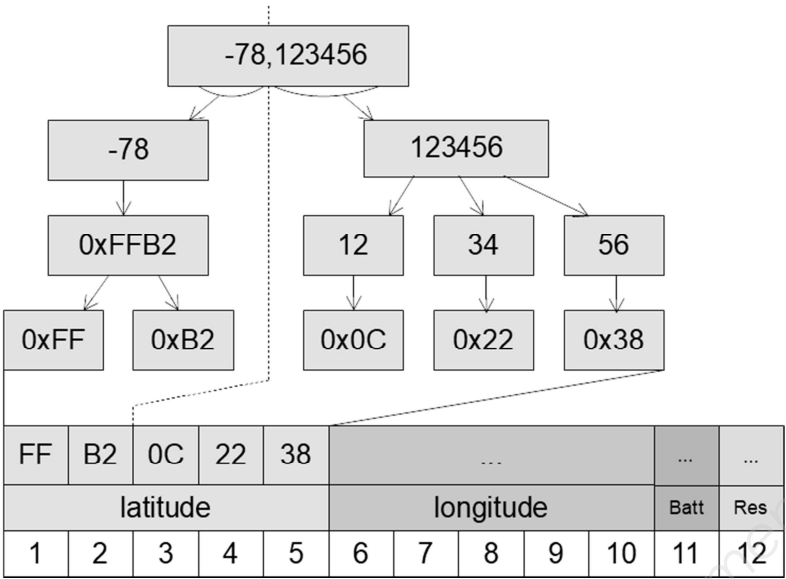 -78,123456
-78 123456
0xFFB2 12 34 56
0xFF 0xB2 0x0C 0x22 0x38
FF B2 0C 22 38 ... ... ...
latitude longitude Batt Res
1 2 3 4 5 6 7 8 9 10 11 12